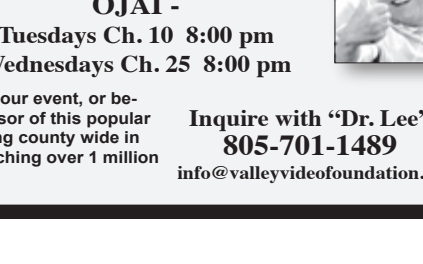 OJAI -
Tuesdays Ch. 10 8:00 pm
Wednesdays Ch. 25 8:00 pm
our event, or be-
sor of this popular
ng county wide in
ching over 1 million
Inquire with “Dr. Lee”
805-701-1489
info@valleyvideofoundation.